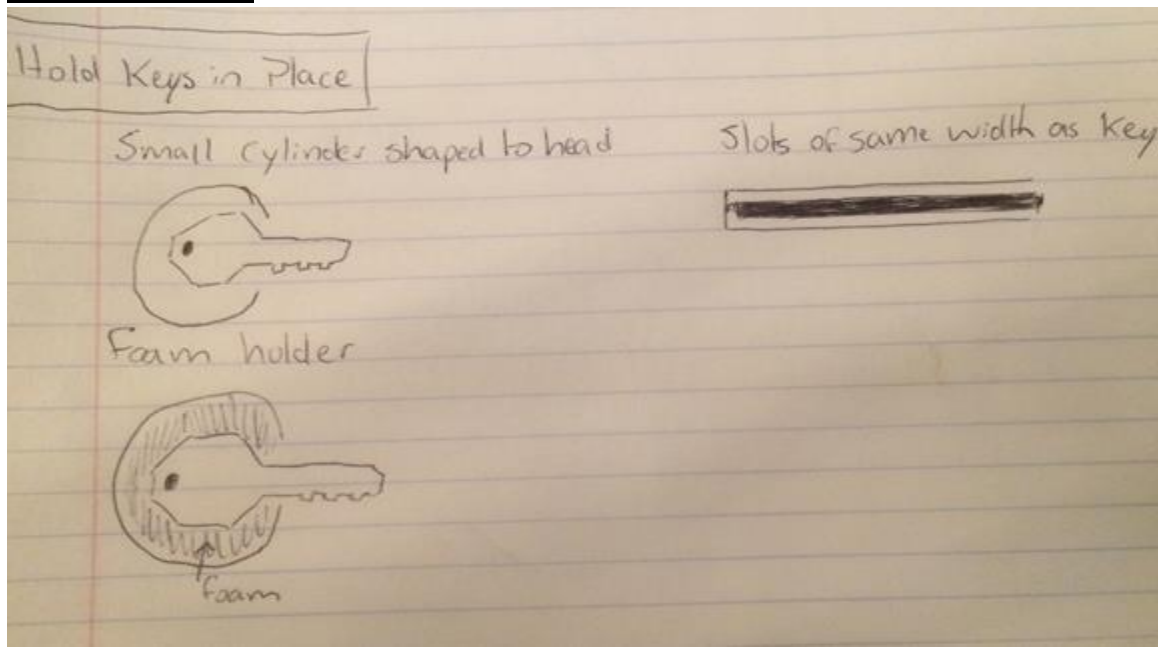 Hold Keys in Place
Small Cylinder shaped to head
Slots of same width as Key
Foam holder
foam